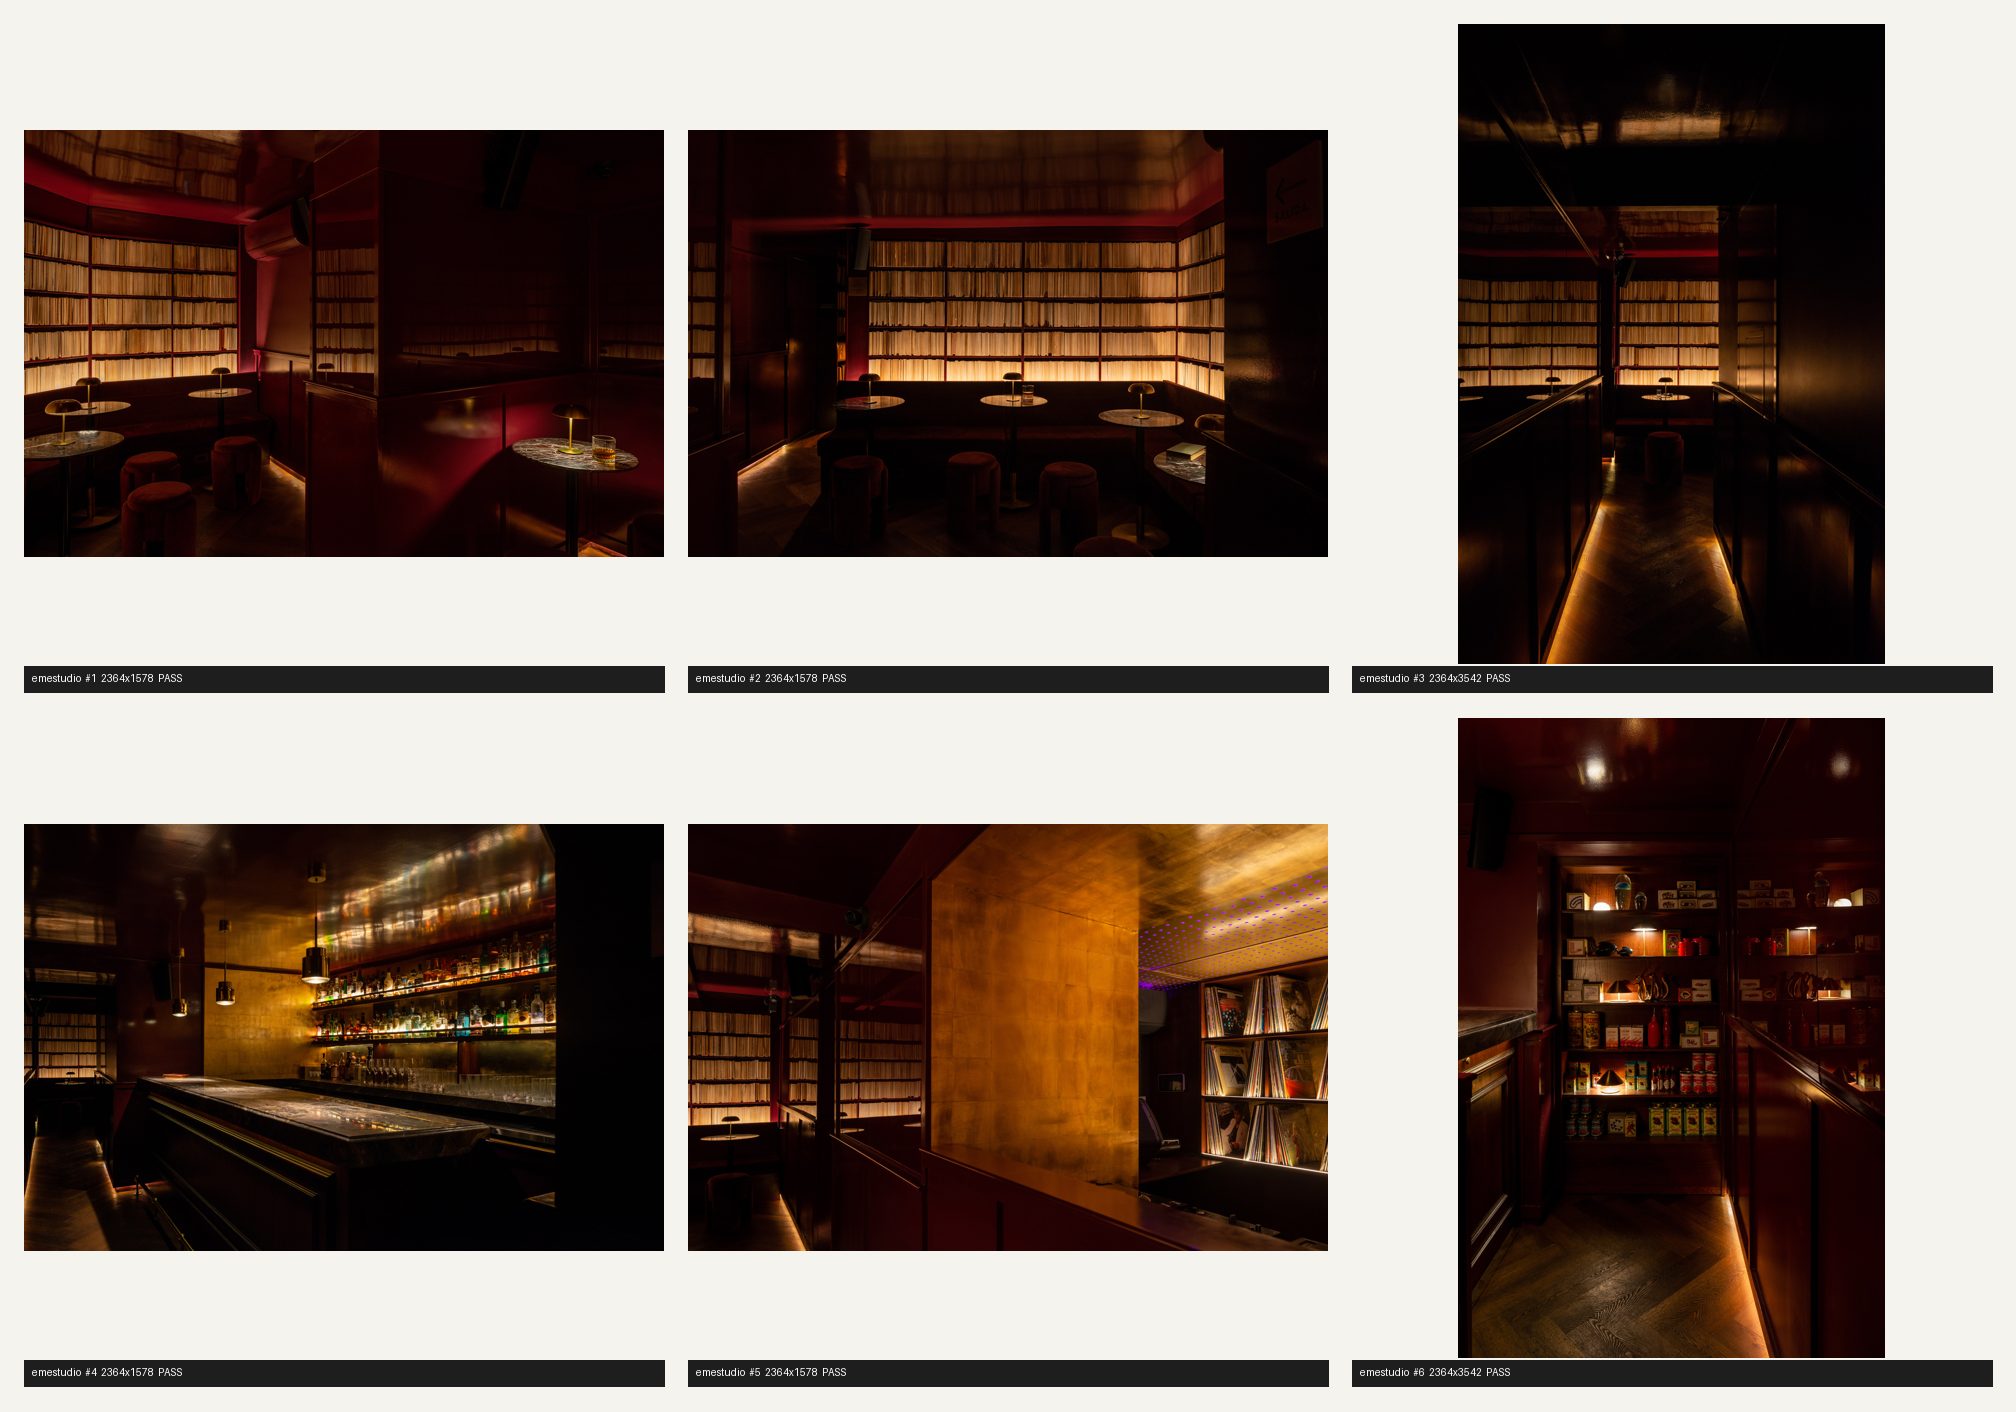 emestudio #1 2364x1578 PASS
emestudio #2 2364x1578 PASS
emestudio #3 2364x3542 PASS
emestudio #4 2364x1578 PASS
emestudio #5 2364x1578 PASS
emestudio #6 2364x3542 PASS